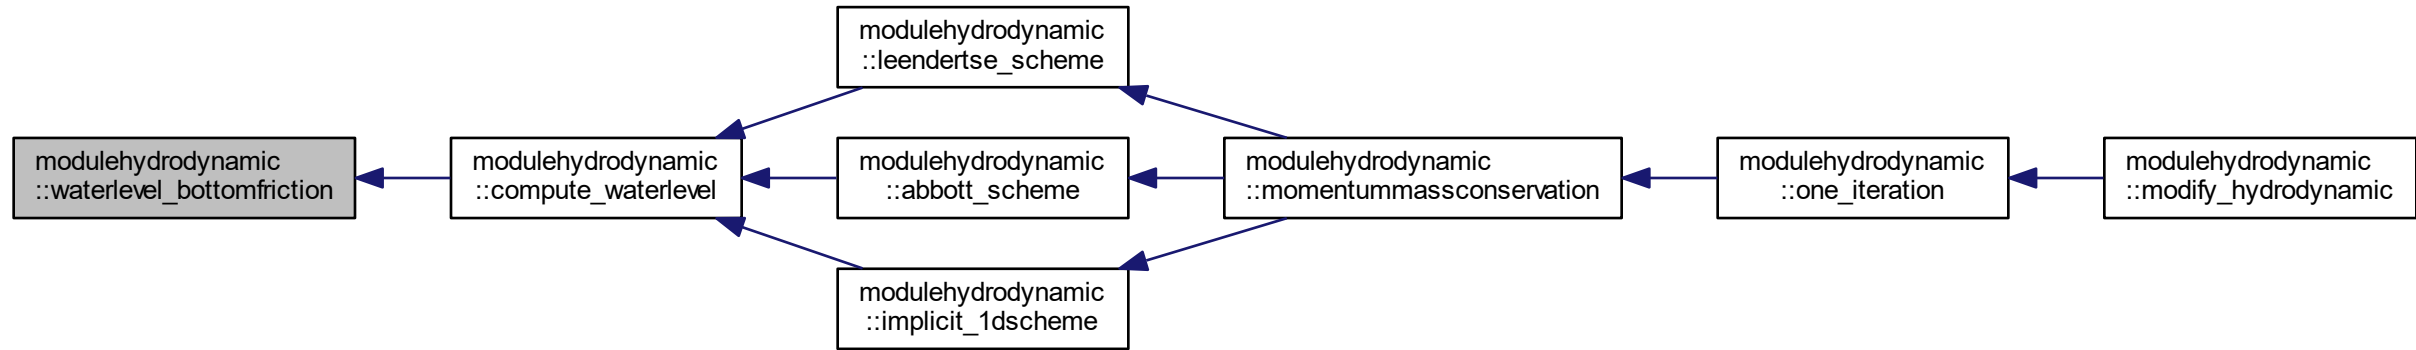 modulehydrodynamic
::waterlevel_bottomfriction
modulehydrodynamic
::compute_waterlevel
modulehydrodynamic
::leendertse_scheme
modulehydrodynamic
::abbott_scheme
modulehydrodynamic
::implicit_1dscheme
modulehydrodynamic
::momentummassconservation
modulehydrodynamic
::one_iteration
modulehydrodynamic
::modify_hydrodynamic